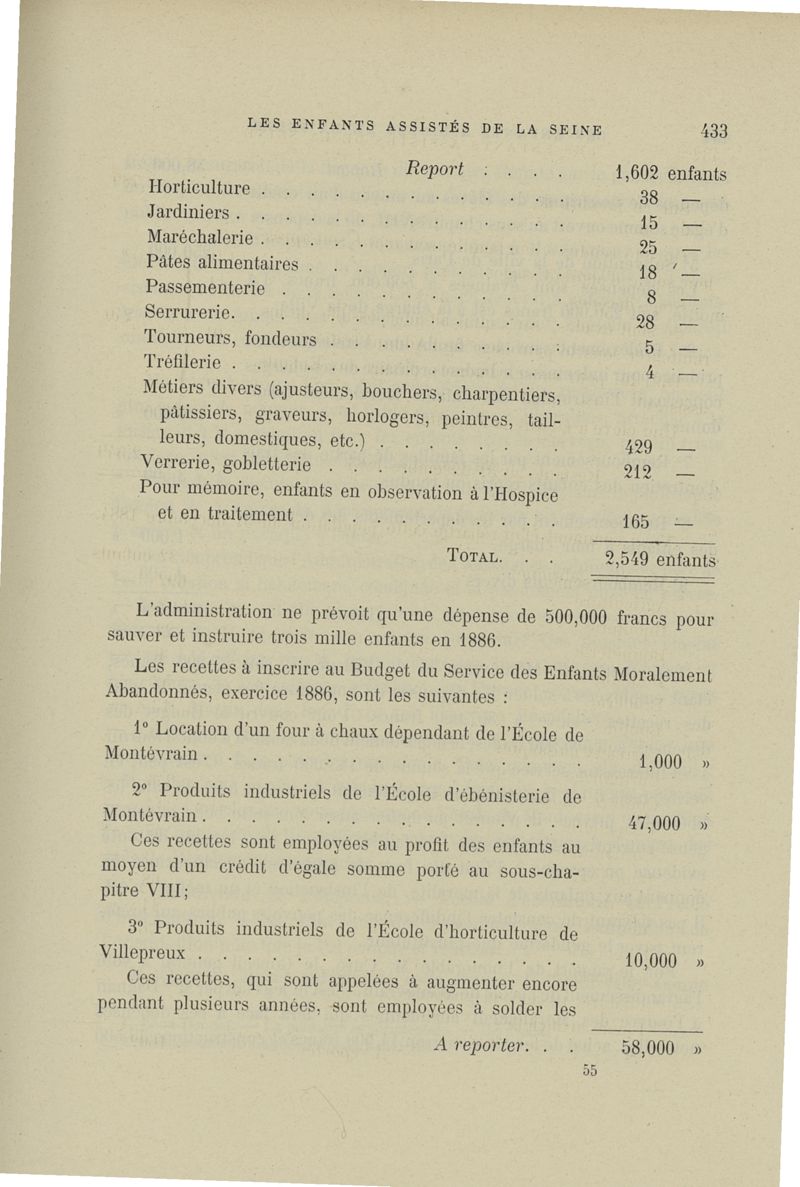 LES ENFANTS ASSISTÉS DE LA SEINE 433
Report . . . . 1,602 enfants
Horticulture . . . . . . . . . . . . . 38 —
Jardiniers . . . . . . . . . . . . . . 15 —
Maréchalerie . . . . . . . . . . . . . 25 —
Pâtes alimentaires . . . . . . . . . . . 18 —
Passementerie . . . . . . . . . . . . 8 —
Serrurerie. . . . . . . . . . . . . . 28 —
Tourneurs, fondeurs . . . . . . . . . . 5 —
Tréfilerie . . . . . . . . . . . . . . 4 —
Métiers divers (ajusteurs, bouchers, charpentiers,
pâtissiers, graveurs, horlogers, peintres, tail-
leurs, domestiques, etc.) . . . . . . . . 429 —
Verrerie, gobletterie . . . . . . . . . . 212 —
Pour mémoire, enfants en observation à l'Hospice
et en traitement . . . . . . . . . . . 165 —
TOTAL. . . 2,549 enfants
L'administration ne prévoit qu'une dépense de 500,000 francs pour
sauver et instruire trois mille enfants en 1886.
Les recettes à inscrire au Budget du Service des Enfants Moralement
Abandonnés, exercice 1886, sont les suivantes :
1° Location d'un four à chaux dépendant de l'École de
Montévrain . . . . . . . . . . . . . . . . 1,000 »
2° Produits industriels de l'École d'ébénisterie de
Montévrain . . . . . . . . . . . . . . . . 47,000 »
Ces recettes sont employées au profit des enfants au
moyen d'un crédit d'égale somme porté au sous-cha-
pitre VIII;
3° Produits industriels de l'École d'horticulture de
Villepreux . . . . . . . . . . . . . . . . 10,000 »
Ces recettes, qui sont appelées à augmenter encore
pendant plusieurs années, sont employées à solder les
A reporter. . . 58,000 »
55